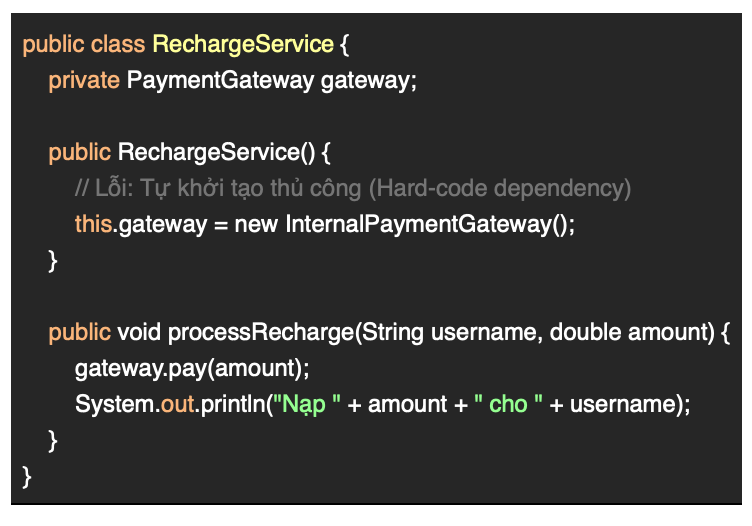 public class RechargeService {
private PaymentGateway gateway;
public RechargeService() {
// Lỗi: Tự khởi tạo thủ công (Hard-code dependency)
this.gateway = new InternalPaymentGateway();
}
public void processRecharge(String username, double amount) {
gateway.pay(amount);
System.out.println("Nạp " + amount + " cho " + username);
}
}